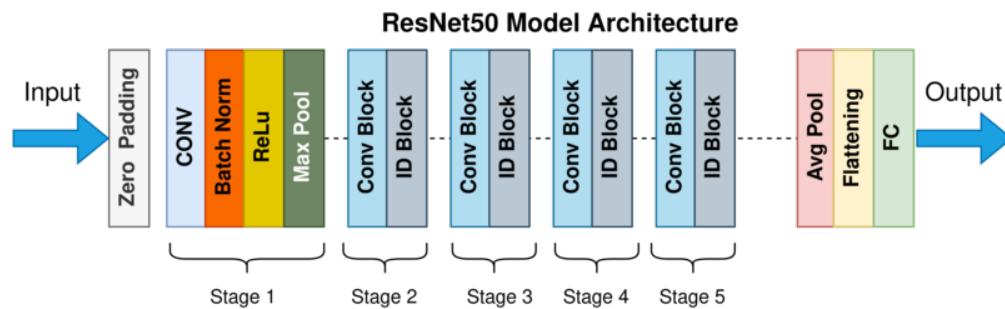 ResNet50 Model Architecture
Input
Zero Padding
CONV
Batch Norm
ReLu
Max Pool
Conv Block
ID Block
Conv Block
ID Block
Conv Block
ID Block
Conv Block
ID Block
Avg Pool
Flattening
FC
Output
Stage 1
Stage 2
Stage 3
Stage 4
Stage 5